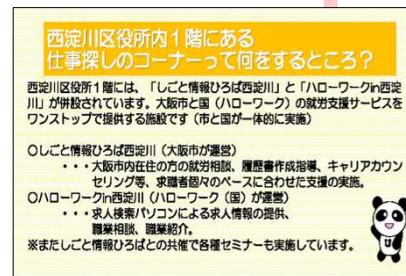 西淀川区役所内1階にある
仕事探しのコーナーって何をするところ？
西淀川区役所1階には、「しごと情報ひろば西淀川」と「ハローワークin西淀
川」が併設されています。大阪市と国（ハローワーク）の就労支援サービスを
ワンストップで提供する施設です（市と国が一体的に実施）
〇しごと情報ひろば西淀川（大阪市が運営）
・・・大阪市内在住の方の就労相談、履歴書作成指導、キャリアカウン
セリング等、求職者個々のペースに合わせた支援の実施。
〇ハローワークin西淀川（ハローワーク（国）が運営）
・・・求人検索パソコンによる求人情報の提供、
職業相談、職業紹介。
※またしごと情報ひろばとの共催で各種セミナーも実施しています。